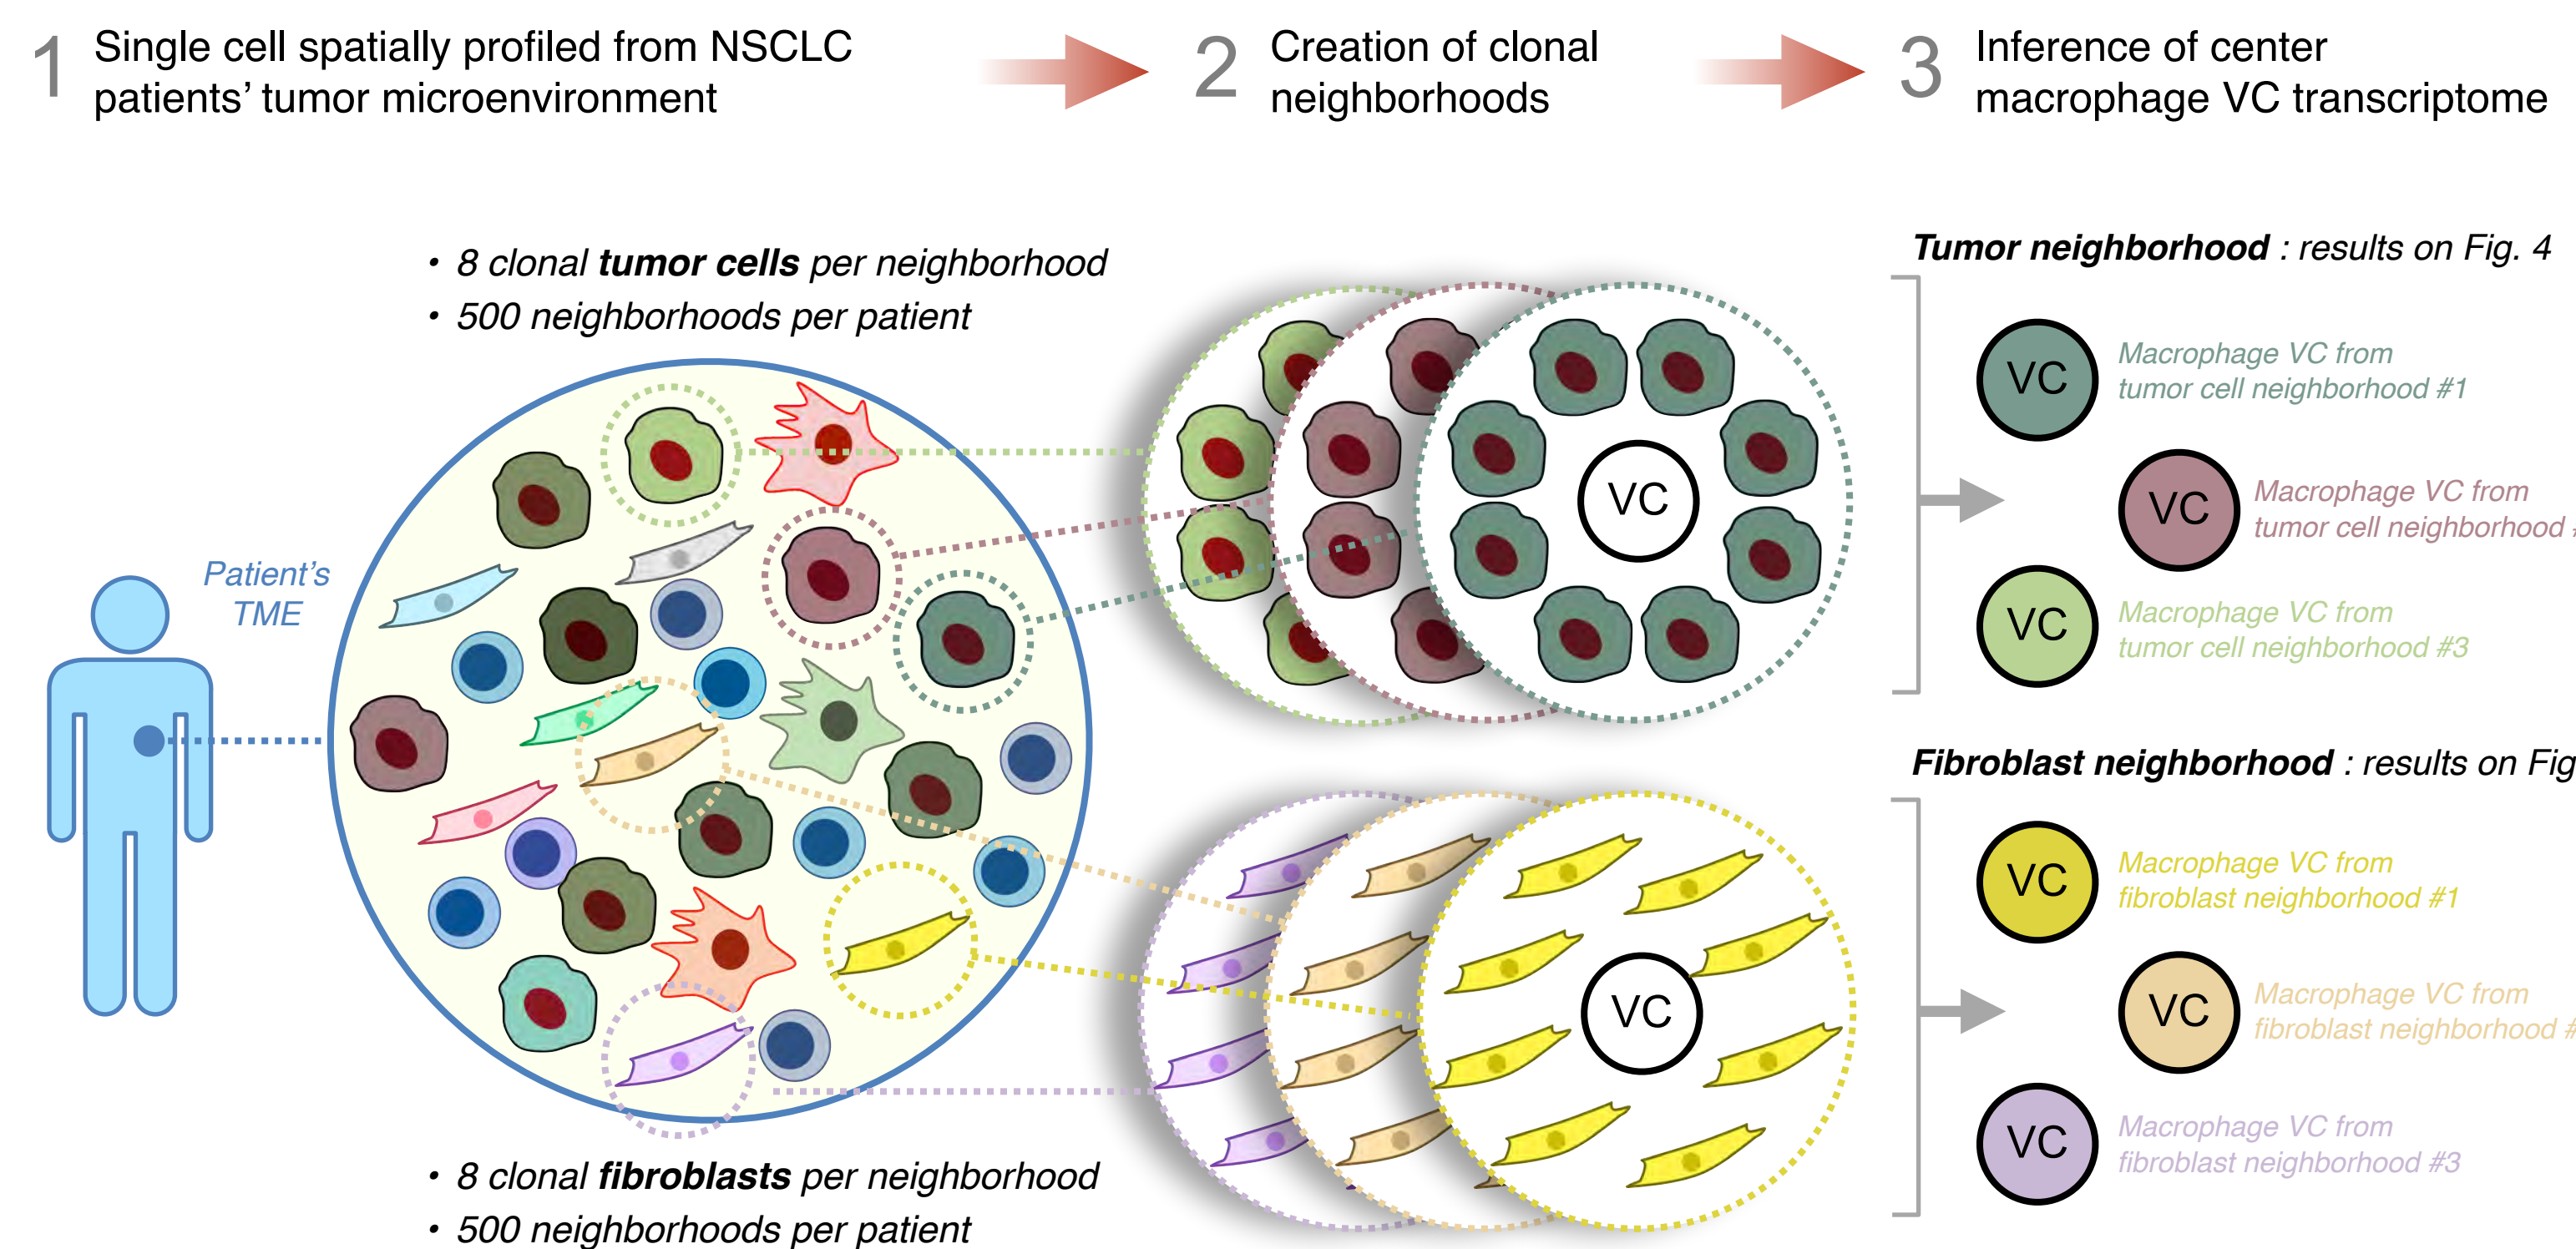 1 Single cell spatially profiled from NSCLC
patients’ tumor microenvironment
2 Creation of clonal
neighborhoods
3 Inference of center
macrophage VC transcriptome
• 8 clonal tumor cells per neighborhood
• 500 neighborhoods per patient
Patient's
TME
VC
VC
• 8 clonal fibroblasts per neighborhood
• 500 neighborhoods per patient
Tumor neighborhood : results on Fig. 4
VC
Macrophage VC from
tumor cell neighborhood #1
VC
Macrophage VC from
tumor cell neighborhood
VC
Macrophage VC from
tumor cell neighborhood #3
Fibroblast neighborhood : results on Fig
VC
Macrophage VC from
fibroblast neighborhood #1
VC
Macrophage VC from
fibroblast neighborhood #
VC
Macrophage VC from
fibroblast neighborhood #3